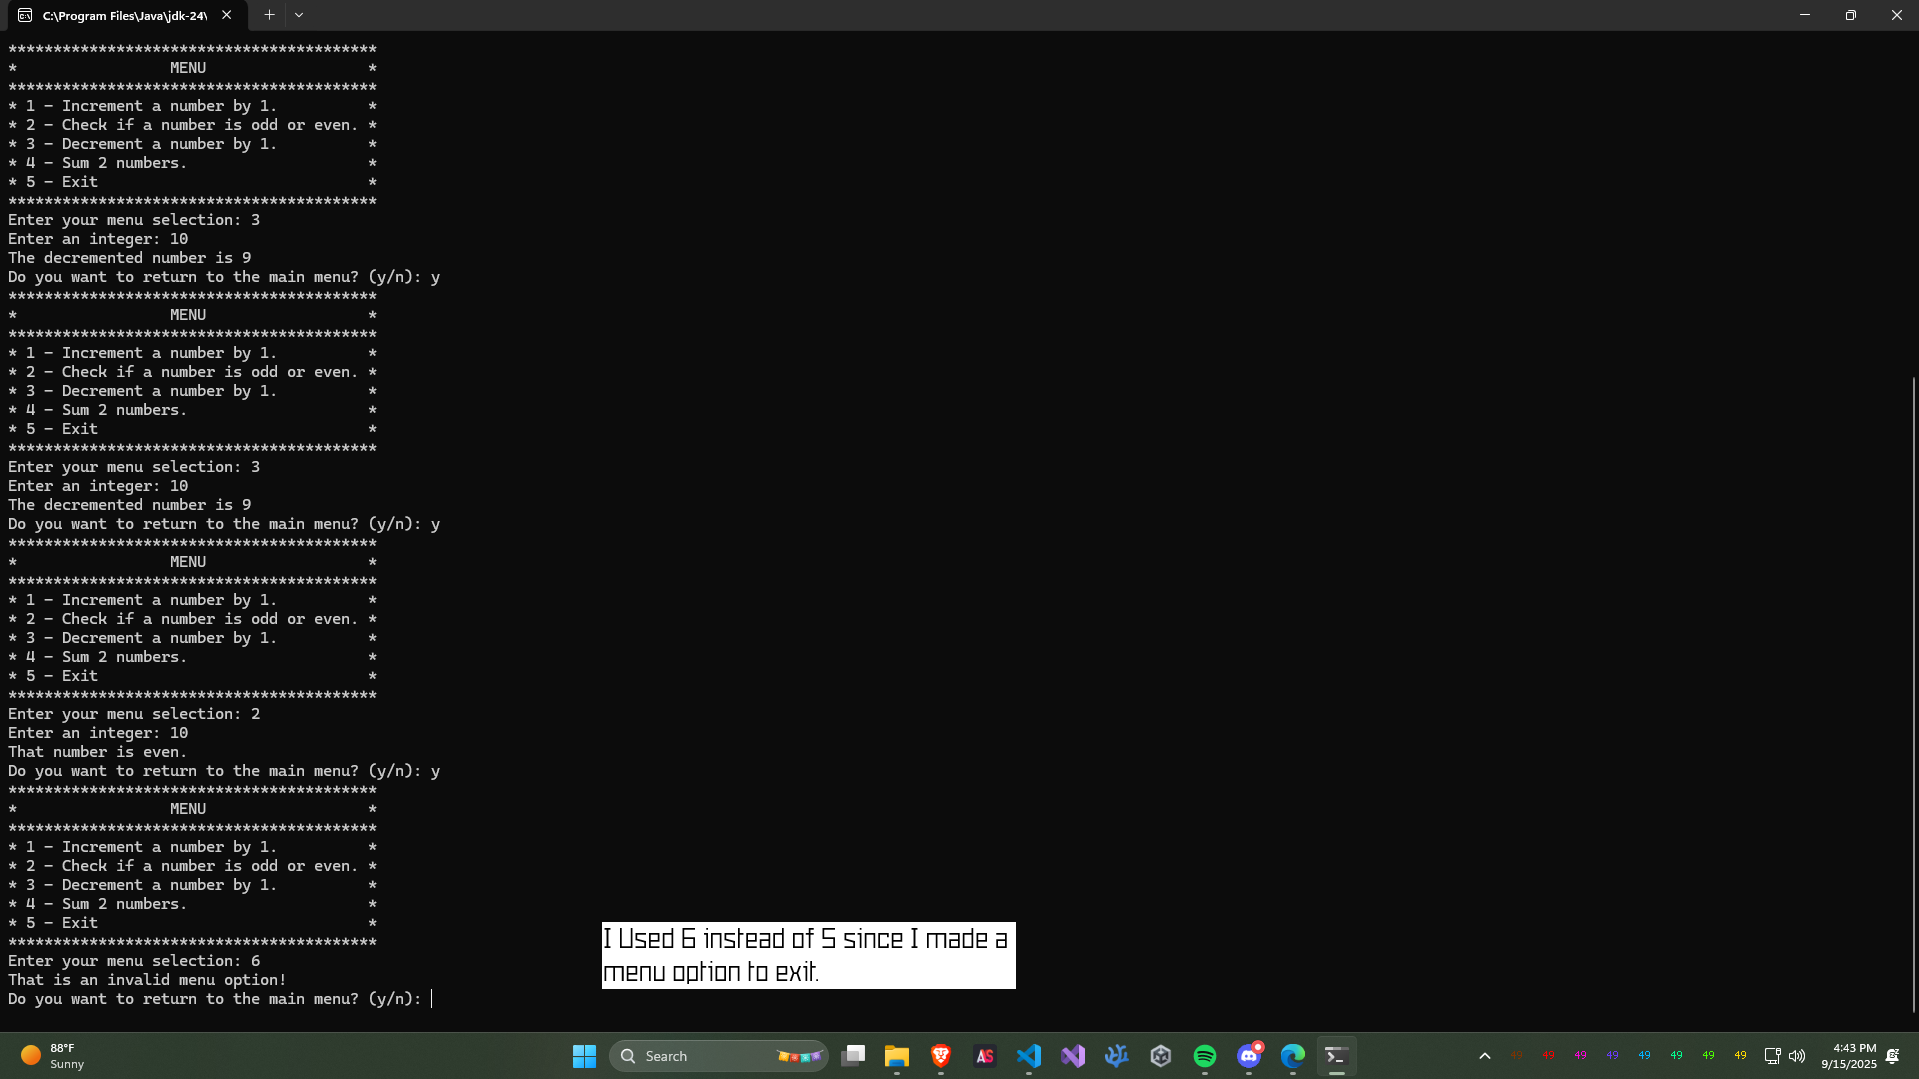 C:\Program Files\Java\jdk-24\
*****************************************
*                 MENU                  *
*****************************************
* 1 - Increment a number by 1.          *
* 2 - Check if a number is odd or even. *
* 3 - Decrement a number by 1.          *
* 4 - Sum 2 numbers.                    *
* 5 - Exit                              *
*****************************************
Enter your menu selection: 3
Enter an integer: 10
The decremented number is 9
Do you want to return to the main menu? (y/n): y
*****************************************
*                 MENU                  *
*****************************************
* 1 - Increment a number by 1.          *
* 2 - Check if a number is odd or even. *
* 3 - Decrement a number by 1.          *
* 4 - Sum 2 numbers.                    *
* 5 - Exit                              *
*****************************************
Enter your menu selection: 3
Enter an integer: 10
The decremented number is 9
Do you want to return to the main menu? (y/n): y
*****************************************
*                 MENU                  *
*****************************************
* 1 - Increment a number by 1.          *
* 2 - Check if a number is odd or even. *
* 3 - Decrement a number by 1.          *
* 4 - Sum 2 numbers.                    *
* 5 - Exit                              *
*****************************************
Enter your menu selection: 2
Enter an integer: 10
That number is even.
Do you want to return to the main menu? (y/n): y
*****************************************
*                 MENU                  *
*****************************************
* 1 - Increment a number by 1.          *
* 2 - Check if a number is odd or even. *
* 3 - Decrement a number by 1.          *
* 4 - Sum 2 numbers.                    *
* 5 - Exit                              *
*****************************************
Enter your menu selection: 6
That is an invalid menu option!
Do you want to return to the main menu? (y/n):
I Used 6 instead of 5 since I made a
menu option to exit.
88°F
Sunny
Search
AS
49 49 49 49 49 49 49 49
4:43 PM
9/15/2025